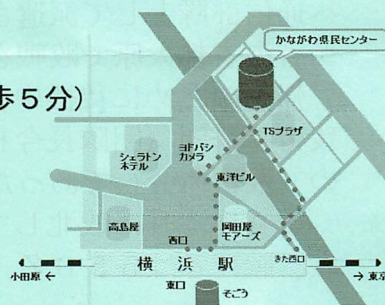 かながわ県民センター
歩5分)
TSプラザ
ヨドバシ
カメラ
シェラトン
ホテル
東洋ビル
高島屋
岡田屋
モアーズ
西口
きた西口
横浜駅
小田原 ←
東口
そごう